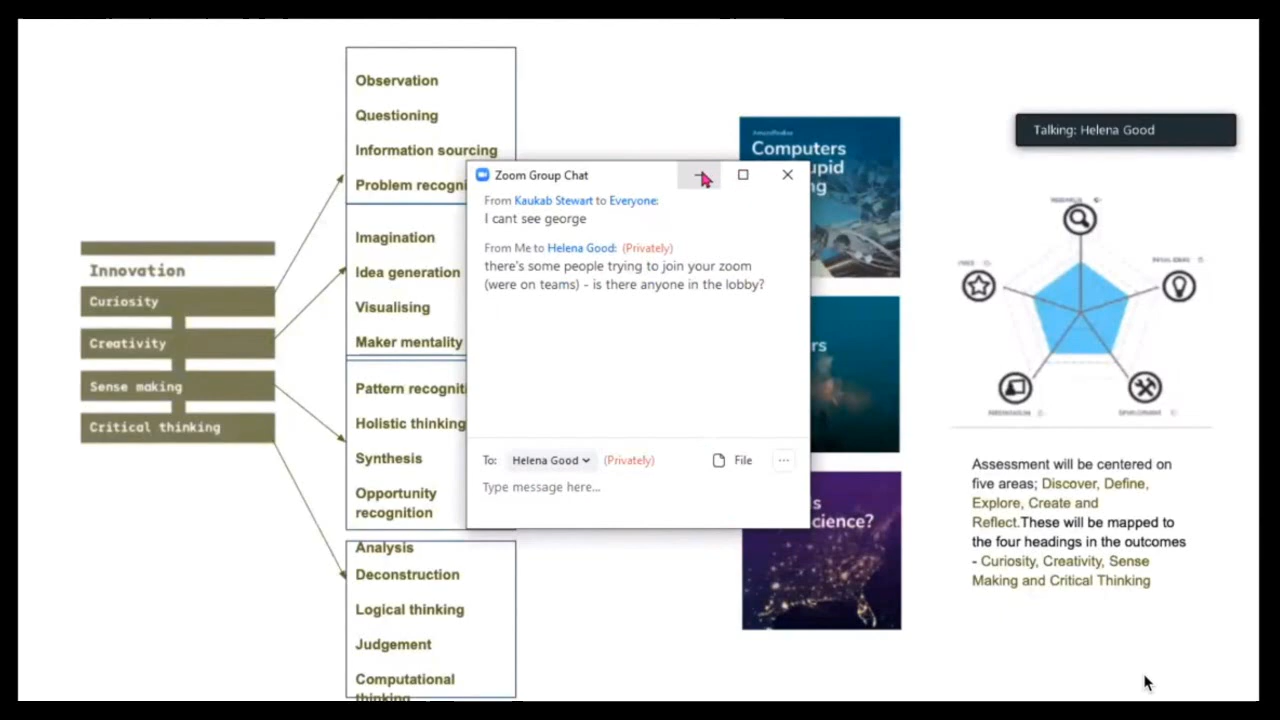 Observation
Questioning
Information sourcing
Problem recogni
Imagination
Idea generation
Visualising
Maker mentality
Pattern recogniti
Holistic thinking
Synthesis
Opportunity
recognition
Analysis
Deconstruction
Logical thinking
Judgement
Computational
thinking
Innovation
Curiosity
Creativity
Sense making
Critical thinking
Zoom Group Chat
From Kaukab Stewart to Everyone:
I cant see george
From Me to Helena Good: (Privately)
there's some people trying to join your zoom
(were on teams) - is there anyone in the lobby?
To: Helena Good (Privately) File ...
Type message here...
Computers
upid
ng
rs
s
cience?
Talking: Helena Good
Assessment will be centered on
five areas; Discover, Define,
Explore, Create and
Reflect.These will be mapped to
the four headings in the outcomes
- Curiosity, Creativity, Sense
Making and Critical Thinking